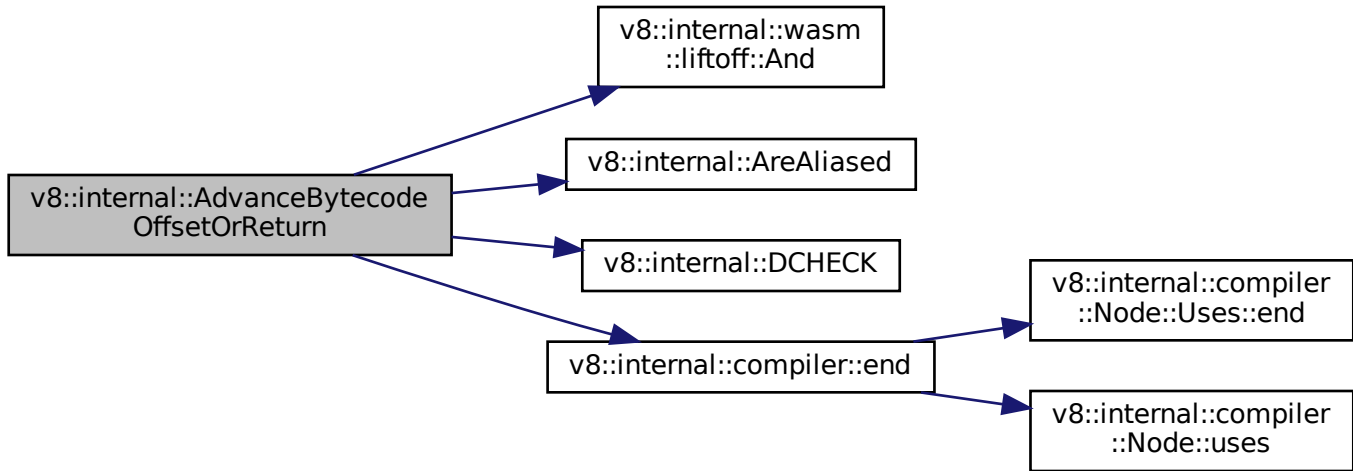 v8::internal::wasm
::liftoff::And
v8::internal::AreAliased
v8::internal::AdvanceBytecode
OffsetOrReturn
v8::internal::DCHECK
v8::internal::compiler
::Node::Uses::end
v8::internal::compiler::end
v8::internal::compiler
::Node::uses